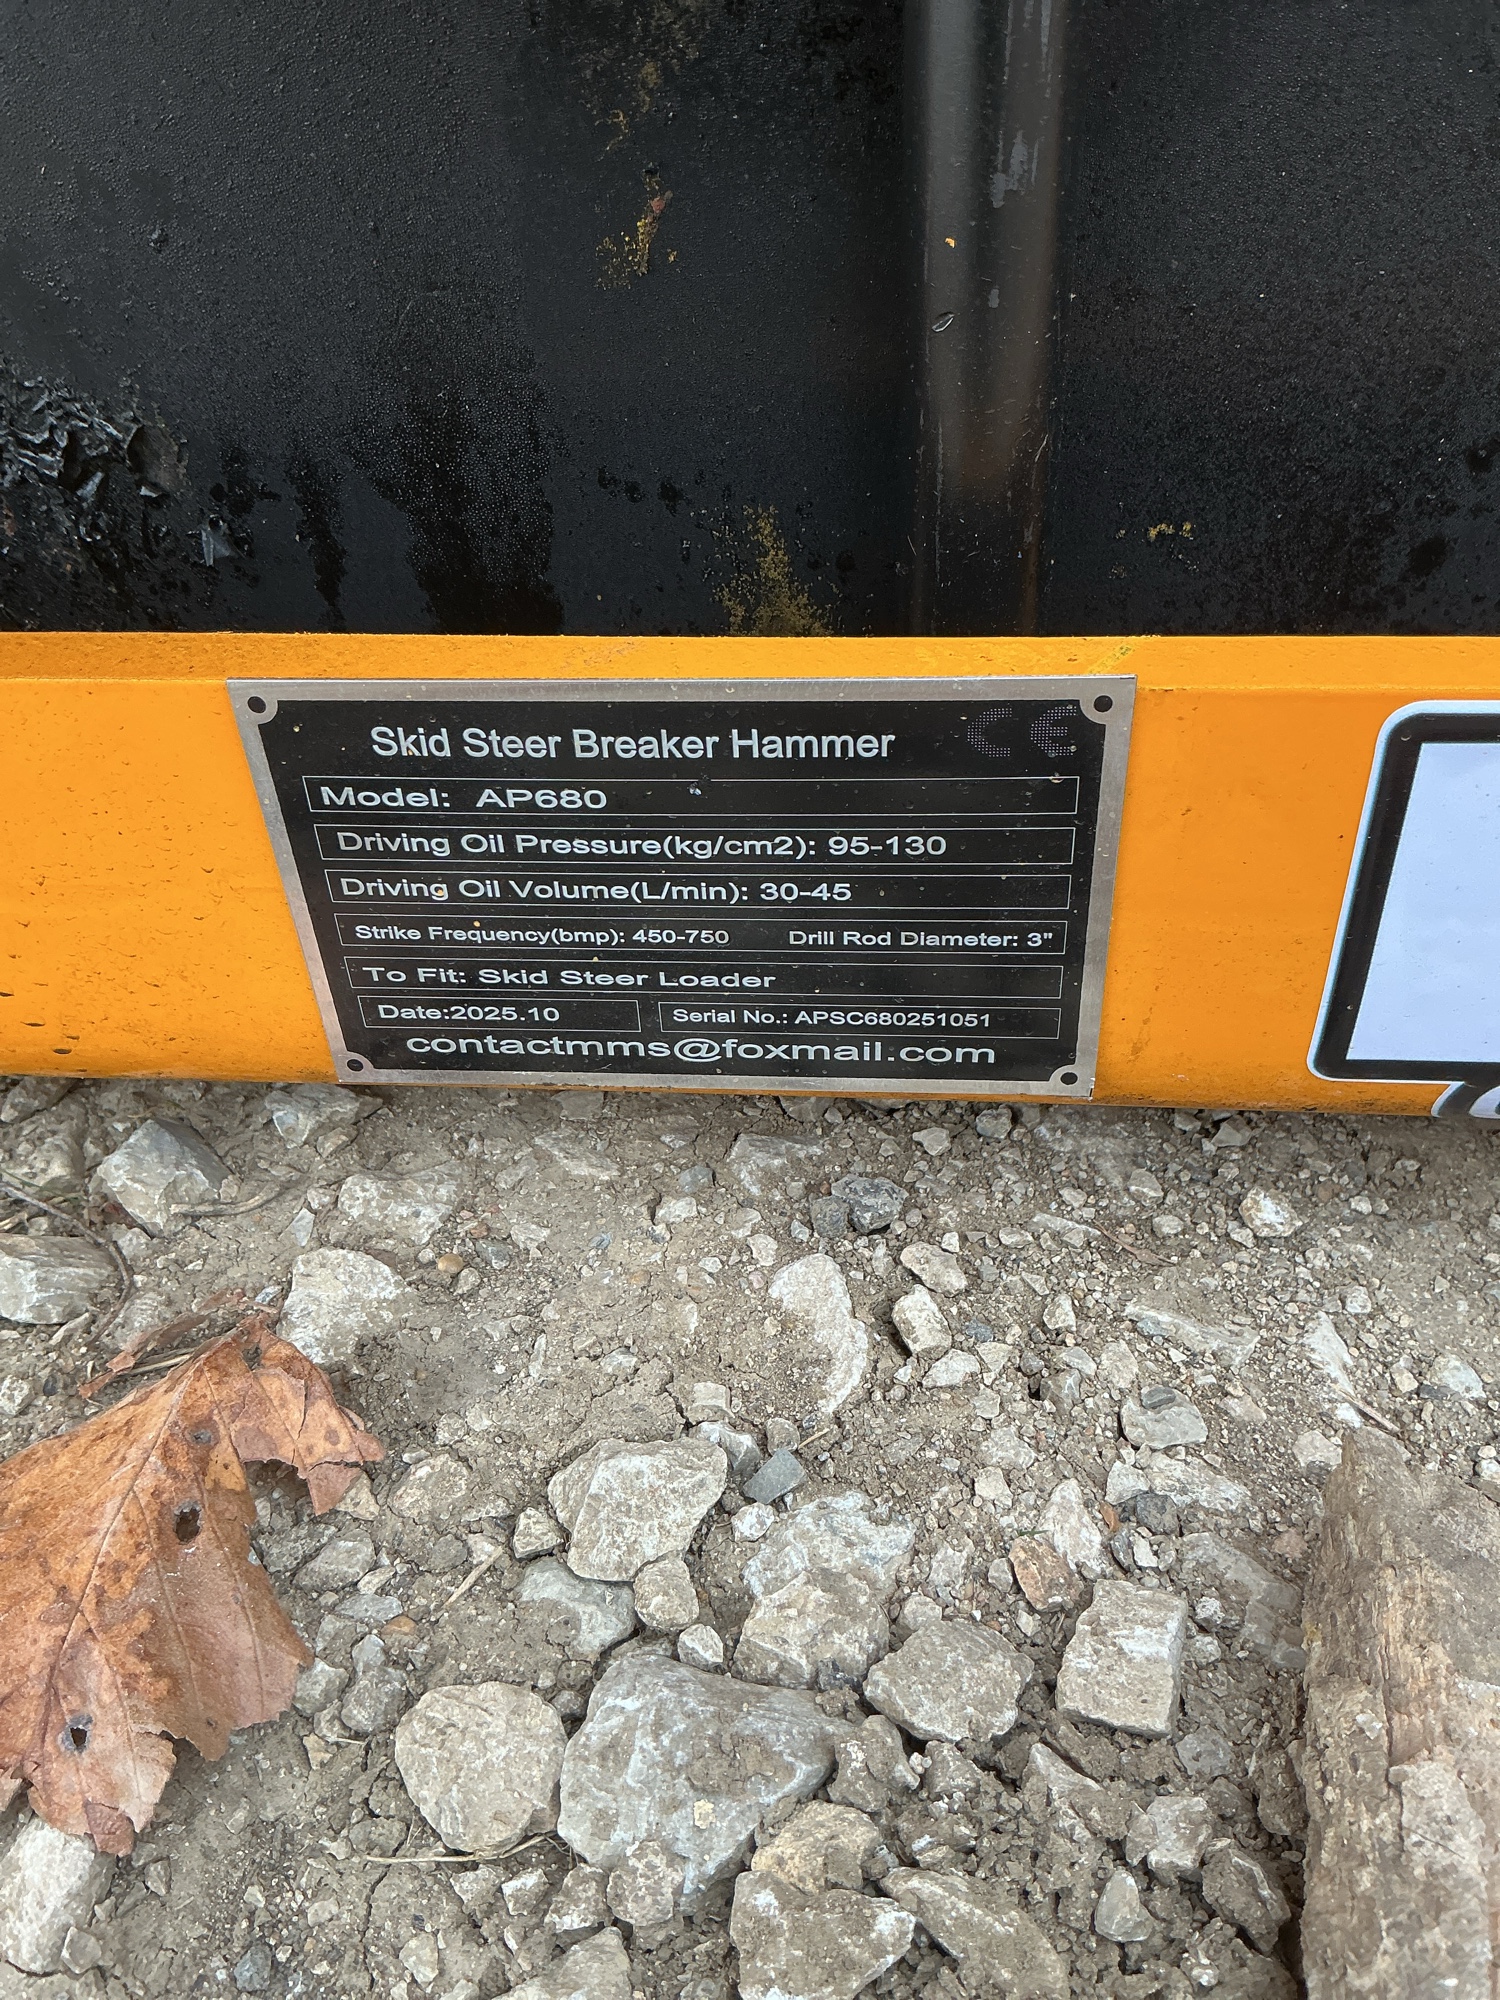 Skid Steer Breaker Hammer CE
Model: AP680
Driving Oil Pressure(kg/cm2): 95-130
Driving Oil Volume(L/min): 30-45
Strike Frequency(bmp): 450-750 Drill Rod Diameter: 3"
To Fit: Skid Steer Loader
Date:2025.10 Serial No.: APSC680251051
contactmms@foxmail.com